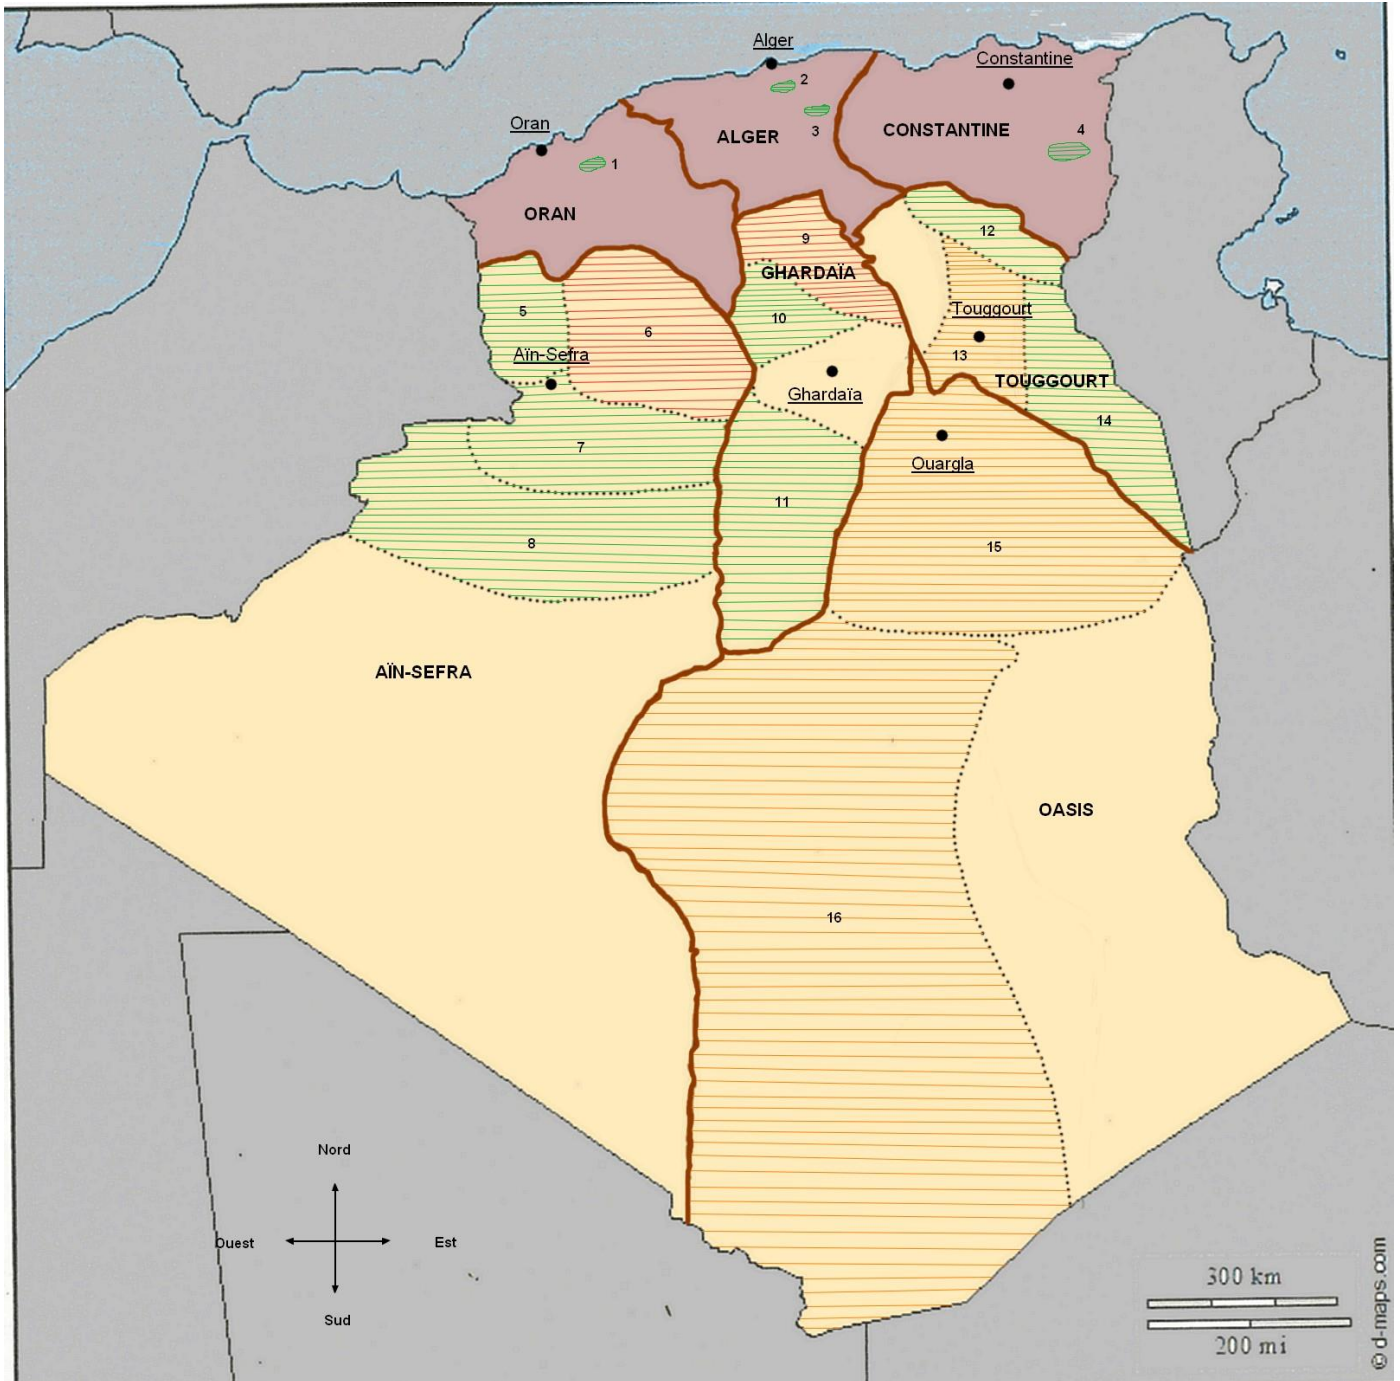 Alger
Constantine
2
Oran
3
4
ALGER
CONSTANTINE
1
ORAN
12
9
GHARDAÏA
5
10
Touggourt
6
Aïn-Sefra
13
TOUGGOURT
Ghardaïa
14
7
Ouargla
11
8
15
AÏN-SEFRA
OASIS
16
Nord
Ouest
Est
Sud
300 km
200 mi
© d-maps.com